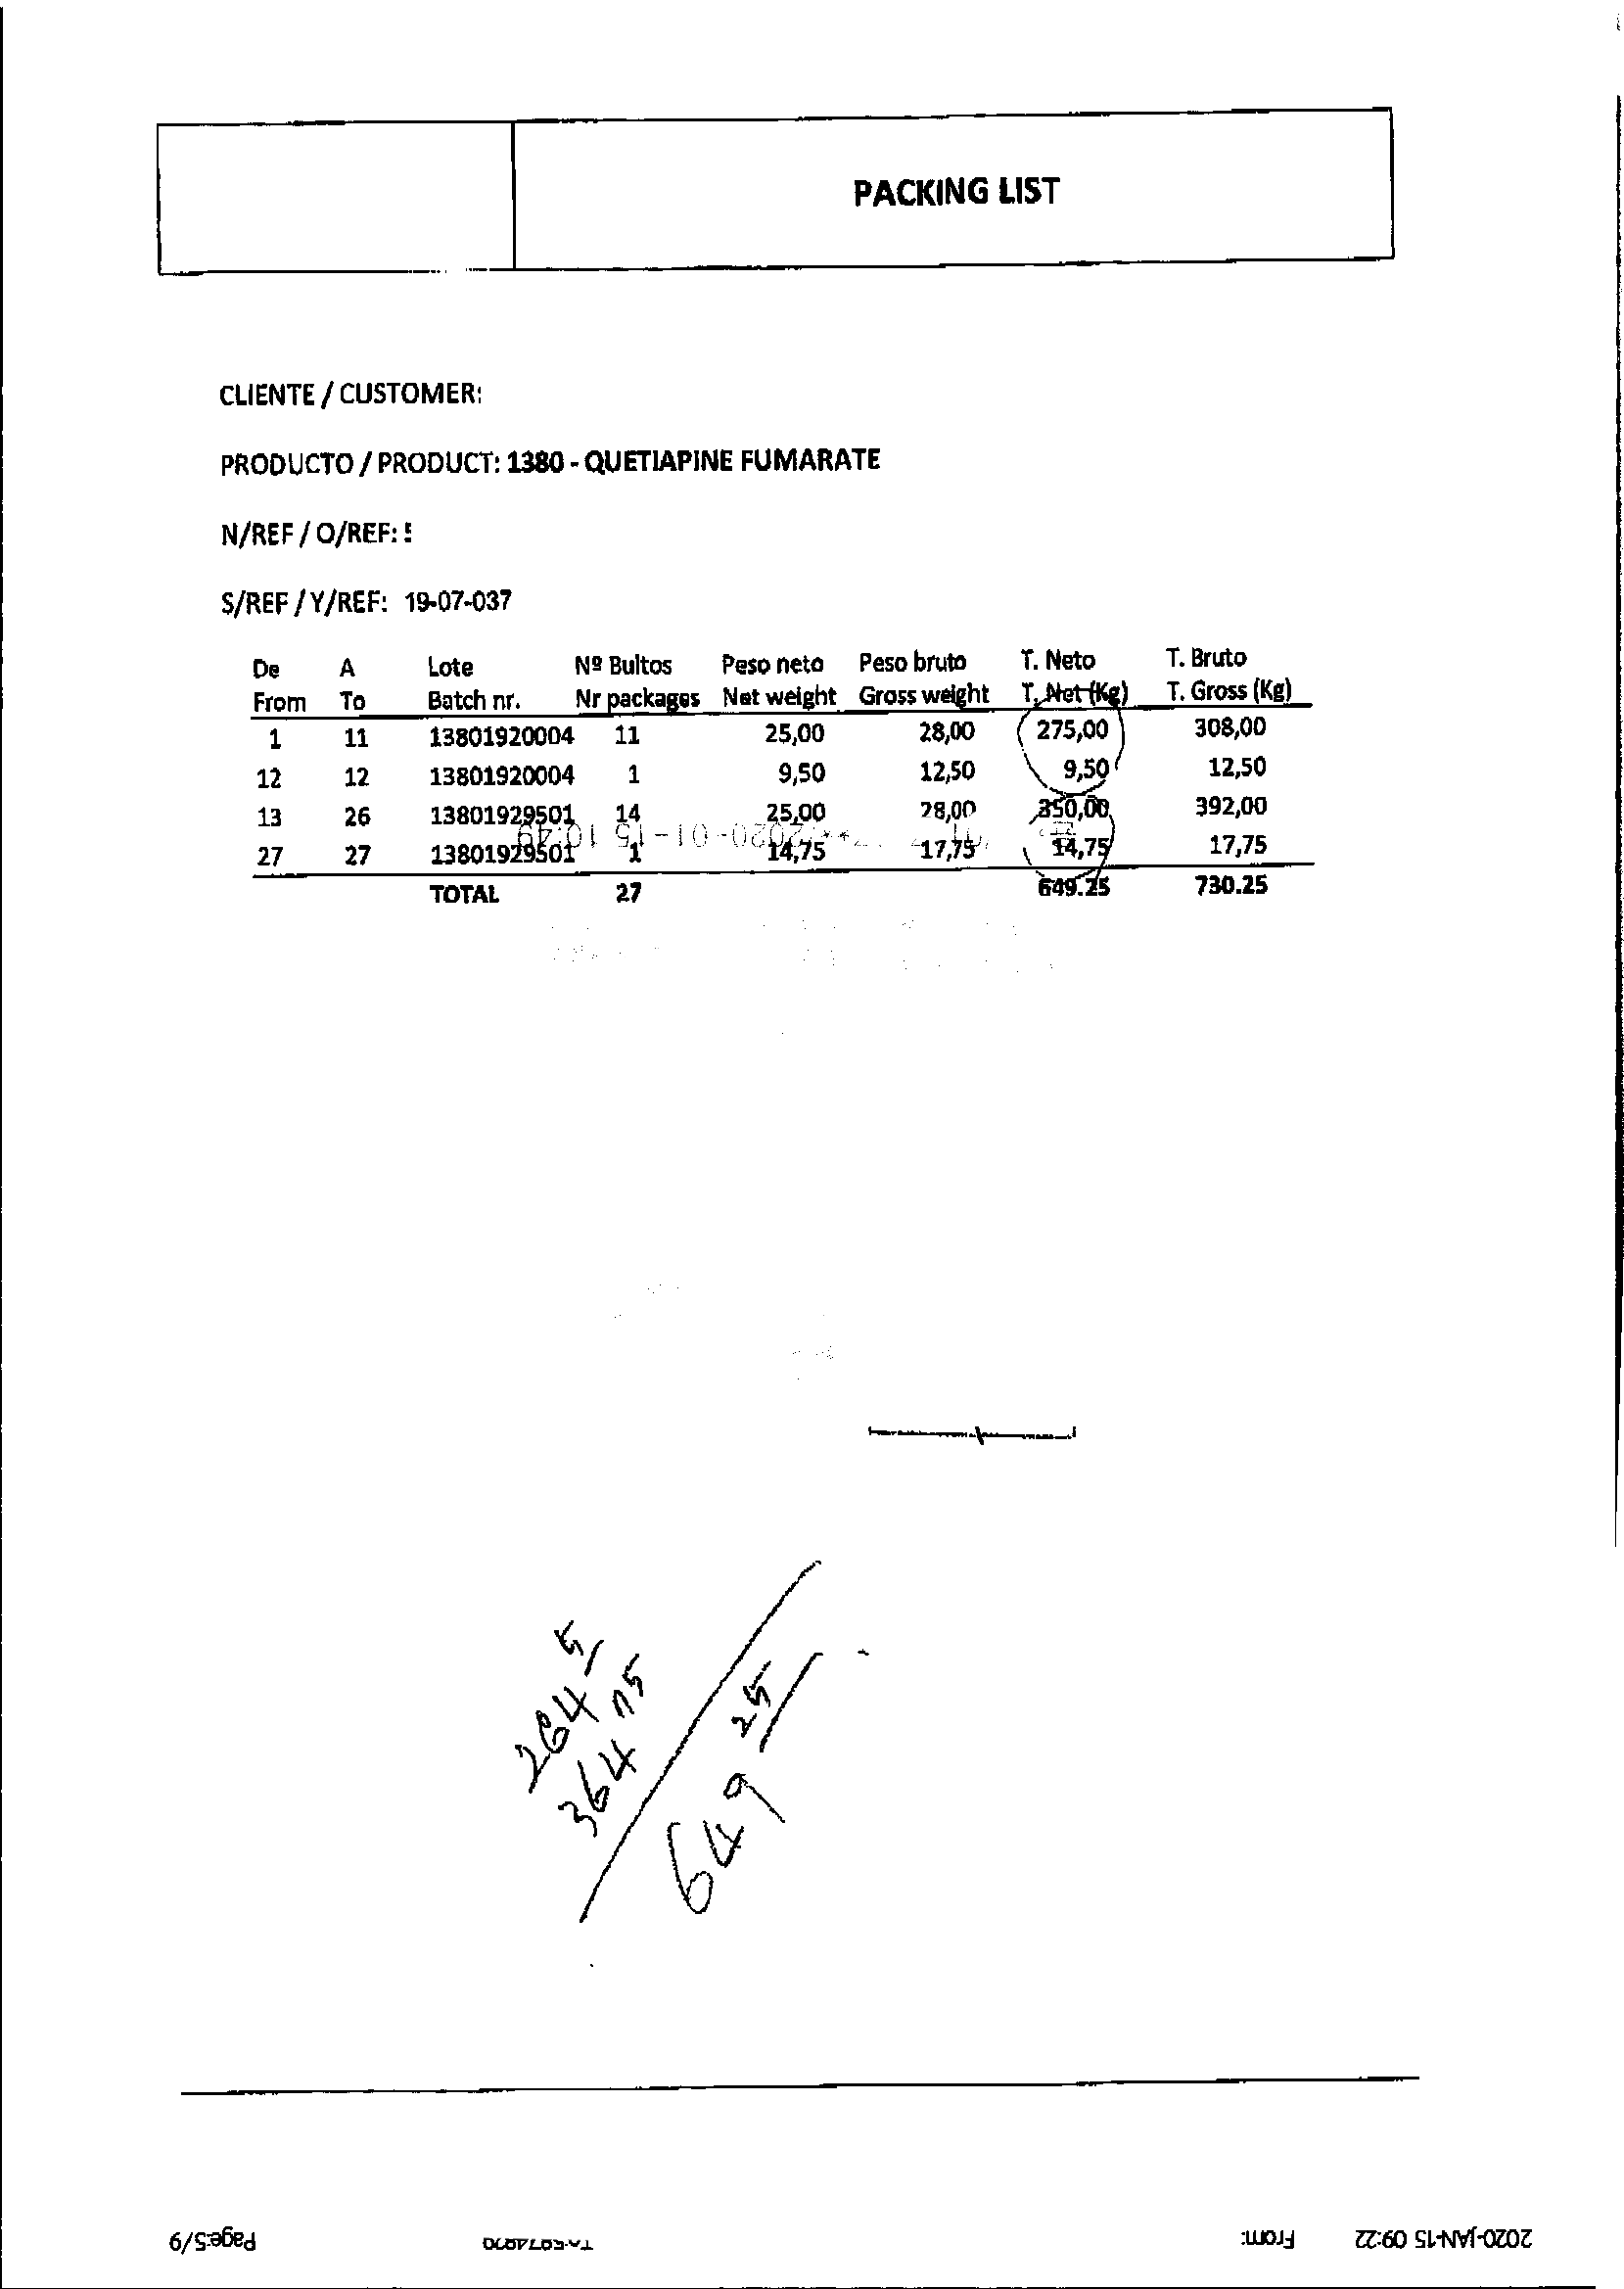 PACKING LIST
CLIENTE / CUSTOMER:
PRODUCTO / PRODUCT: 1380 - QUETIAPINE FUMARATE
N/REF / O/REF:
S/REF / Y/REF: 19-07-037
De A Lote Nº Bultos Peso neto Peso bruto T. Neto T. Bruto
From To Batch nr. Nr packages Net weight Gross weight T. Net (Kg) T. Gross (Kg)
1 11 13801920004 11 25,00 28,00 275,00 308,00
12 12 13801920004 1 9,50 12,50 9,50 12,50
13 26 13801929501 14 25,00 28,00 350,00 392,00
27 27 13801929501 1 14,75 17,75 14,75 17,75
2020-01-15 10:49
TOTAL 27 649.25 730.25
284 5
364 75
649 25
2020-JAN-15 09:22 From: Page:5/9